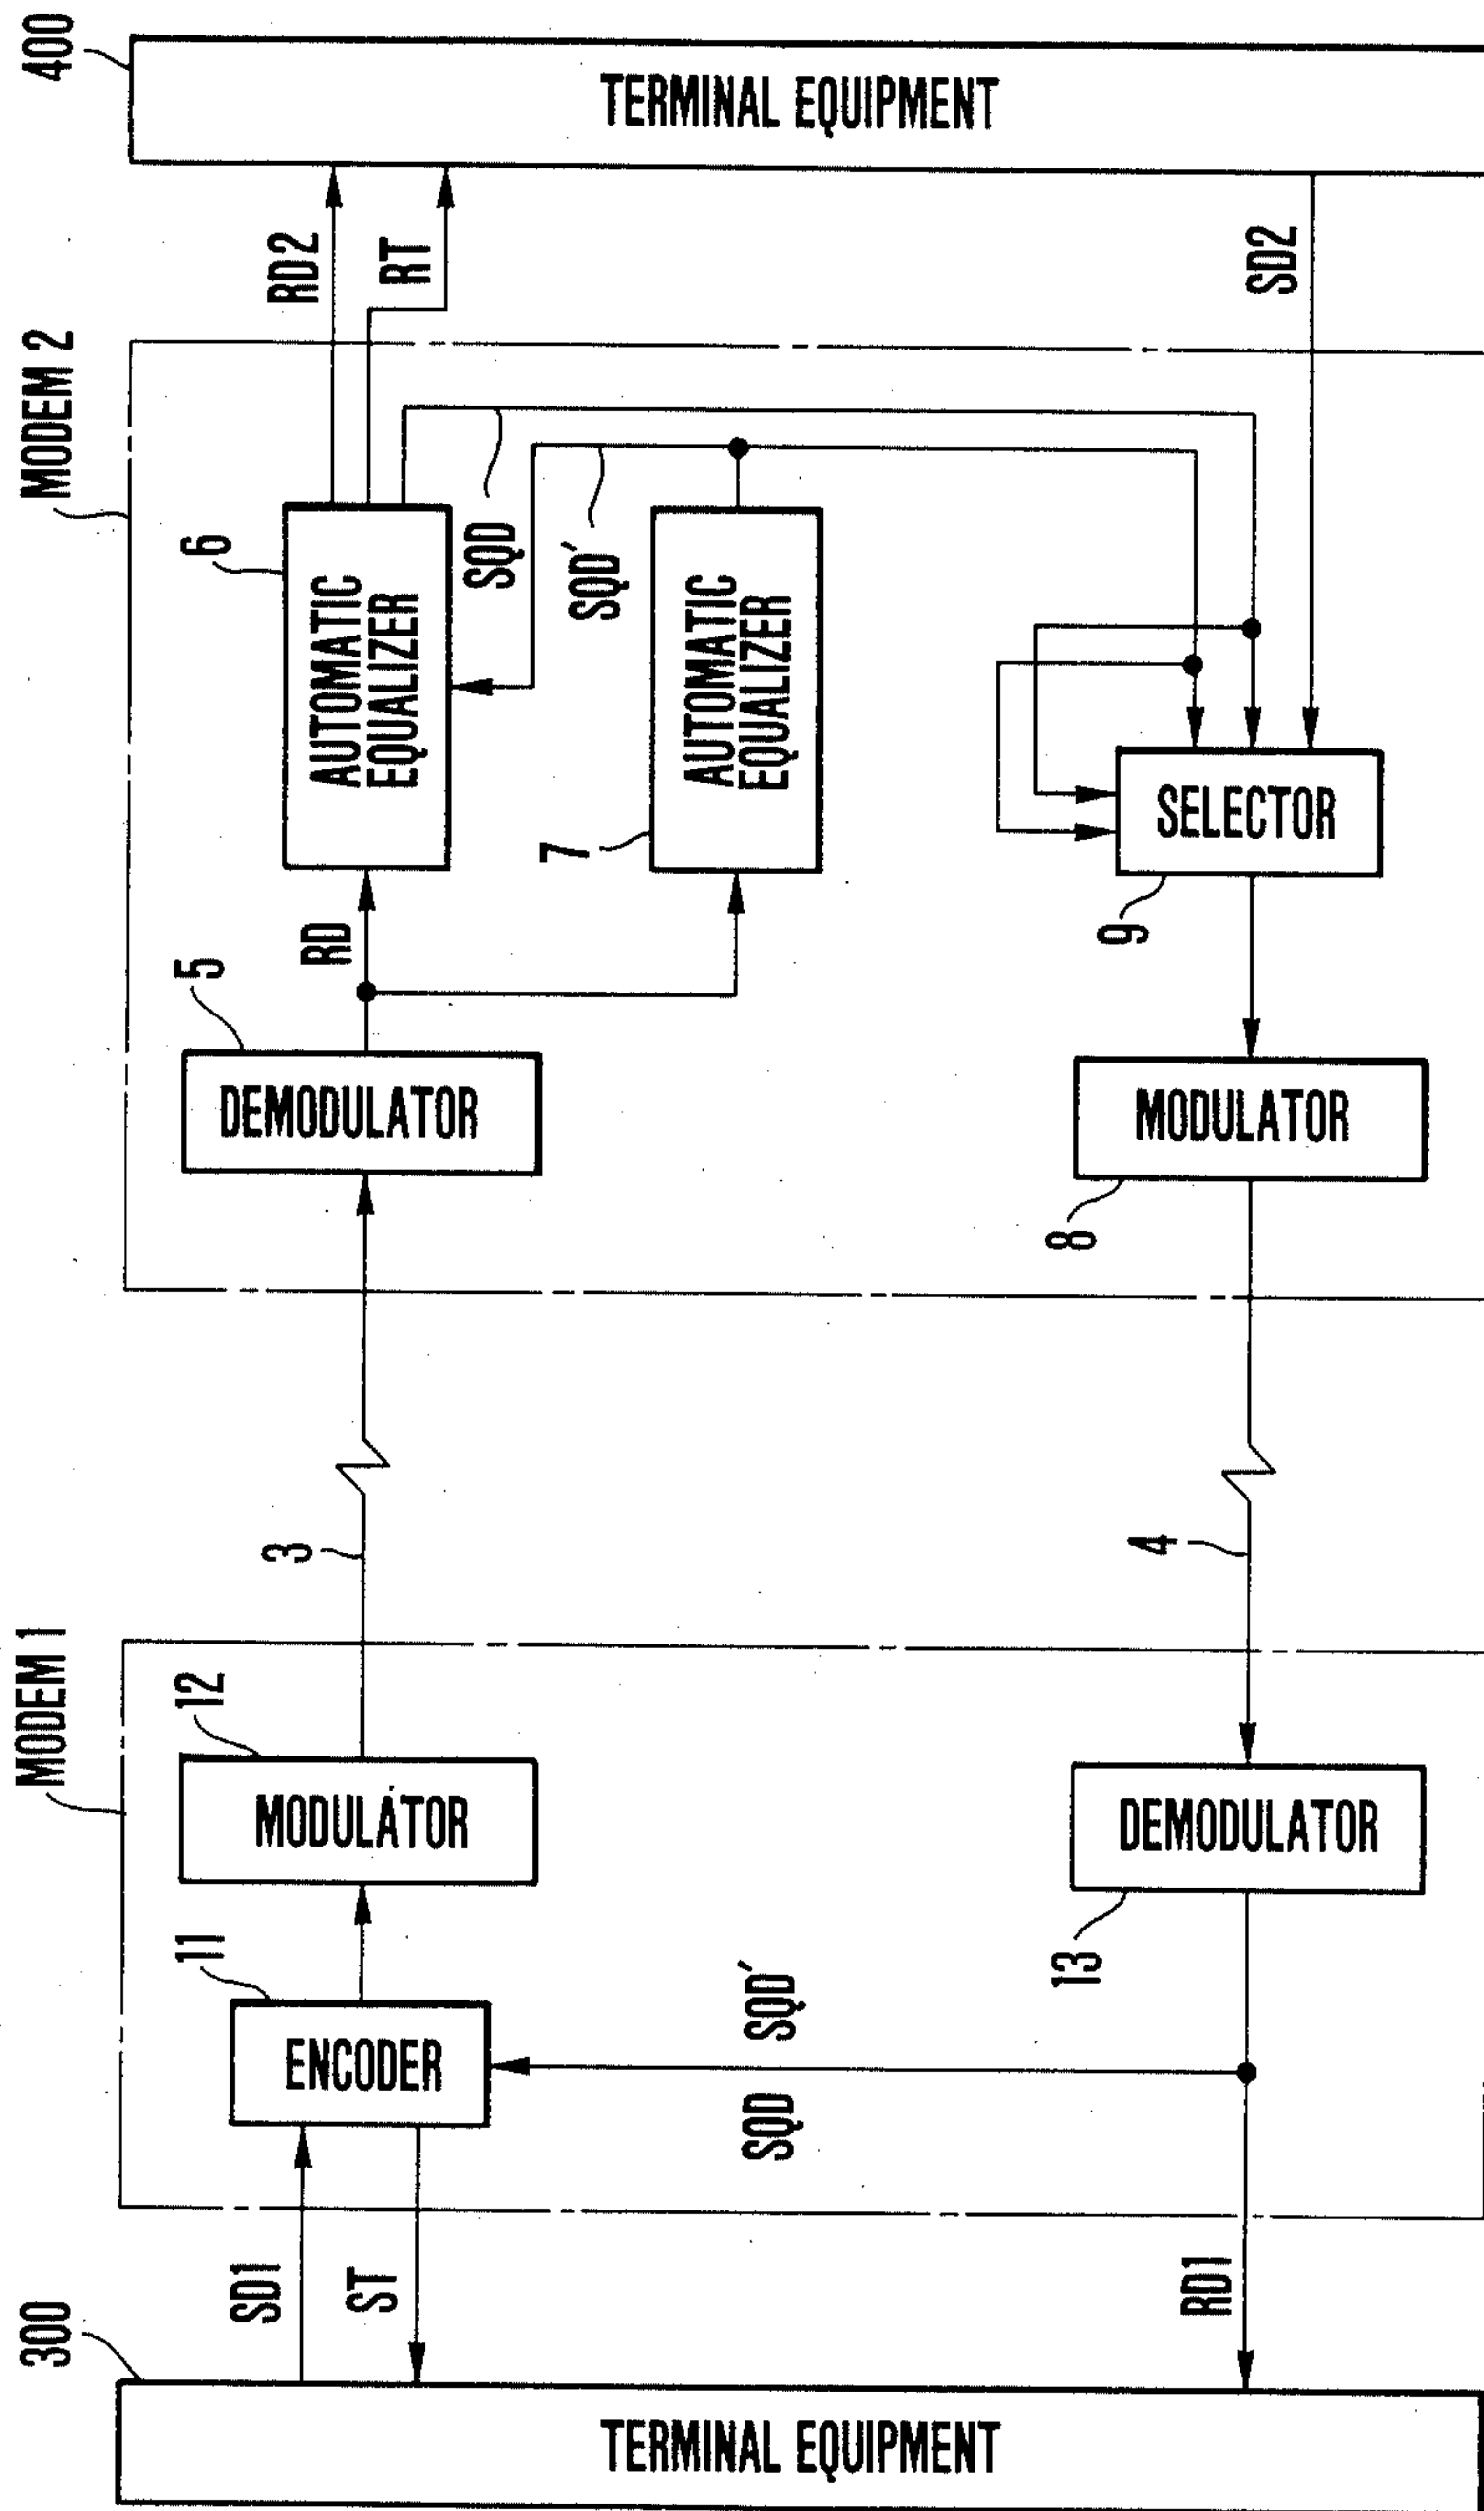 400
TERMINAL EQUIPMENT
RD2
RT
SD2
MODEM 2
6
AUTOMATIC
EQUALIZER
SQD
SQD′
AUTOMATIC
EQUALIZER
7
SELECTOR
9
RD
5
DEMODULATOR
MODULATOR
8
3
4
MODEM 1
12
MODULATOR
DEMODULATOR
13
11
ENCODER
SQD′
SQD
SD1
ST
RD1
300
TERMINAL EQUIPMENT